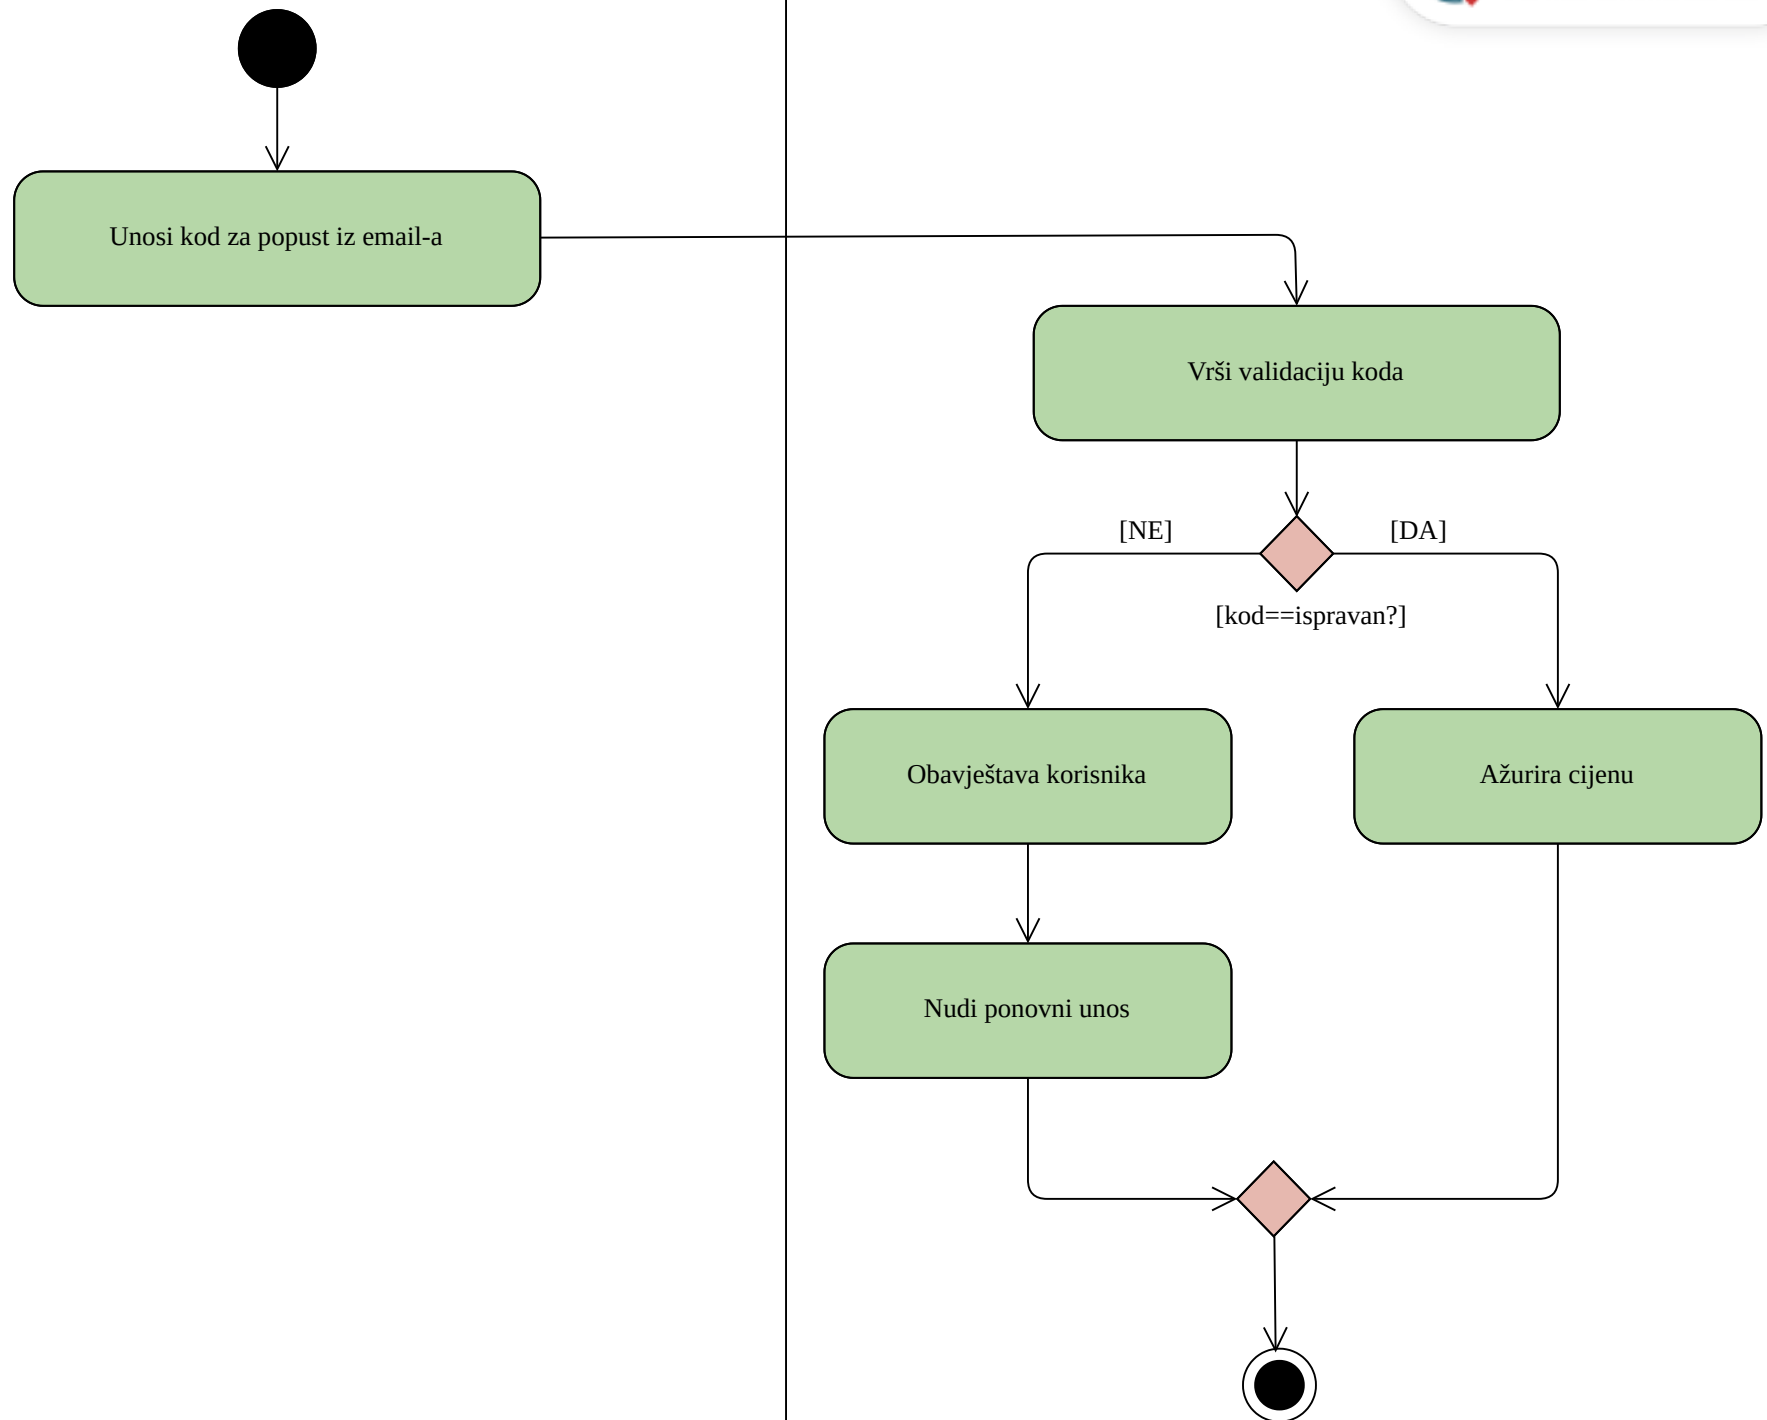 Unosi kod za popust iz email-a
Vrši validaciju koda
[NE]
[DA]
[kod==ispravan?]
Obavještava korisnika
Ažurira cijenu
Nudi ponovni unos